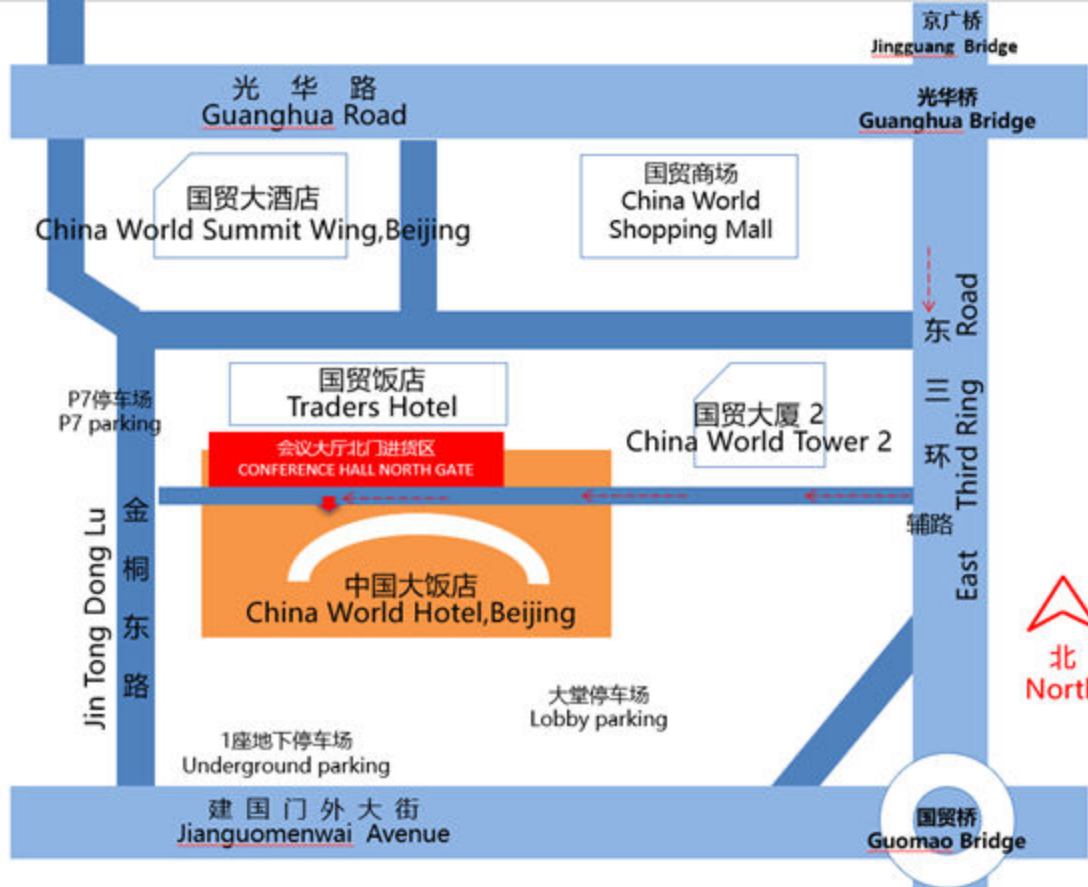 京广桥
Jingguang Bridge
光 华 路
Guanghua Road
光华桥
Guanghua Bridge
国贸大酒店
China World Summit Wing,Beijing
国贸商场
China World
Shopping Mall
国贸饭店
Traders Hotel
国贸大厦 2
China World Tower 2
P7停车场
P7 parking
会议大厅北门进货区
CONFERENCE HALL NORTH GATE
中国大饭店
China World Hotel,Beijing
金桐东路
Jin Tong Dong Lu
东三环
辅路
East Third Ring Road
北
North
大堂停车场
Lobby parking
1座地下停车场
Underground parking
建 国 门 外 大 街
Jianguomenwai Avenue
国贸桥
Guomao Bridge